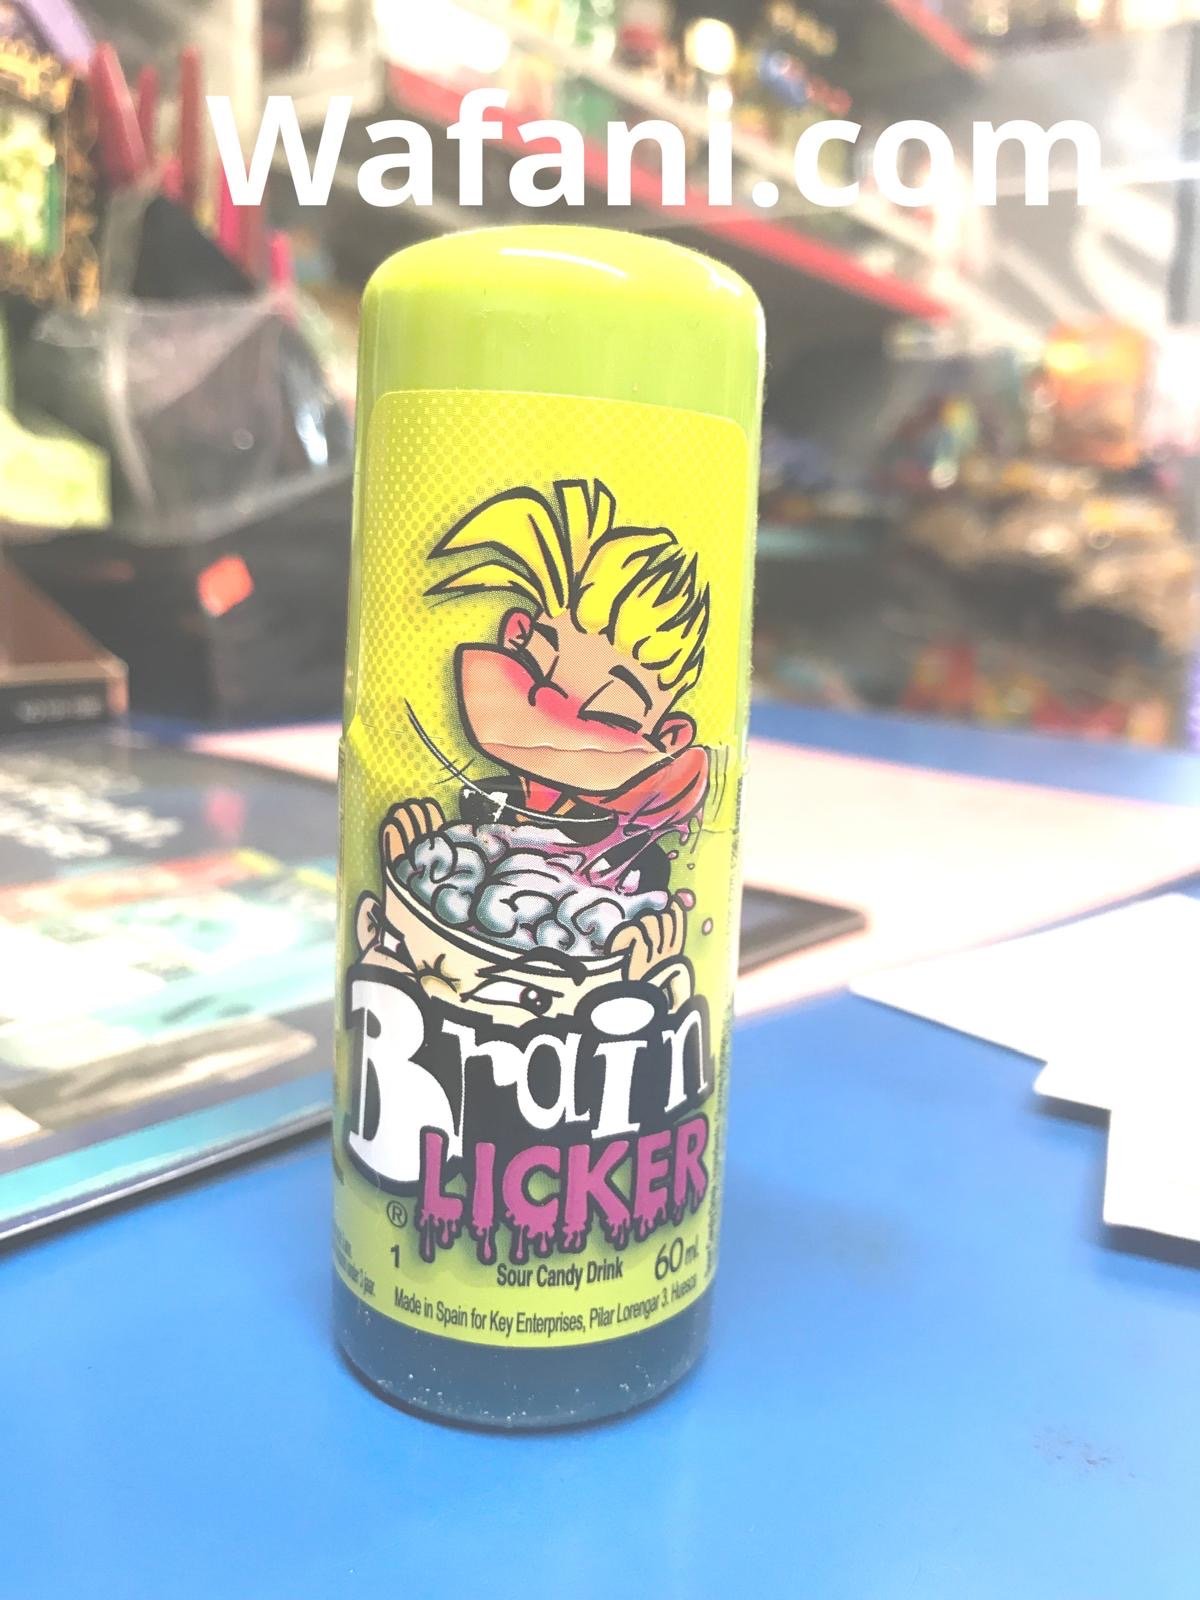 Wafani.com
Brain
LICKER
®
1
Sour Candy Drink 60 ml.
Made in Spain for Key Enterprises, Pilar Lorengar 3. Huesca